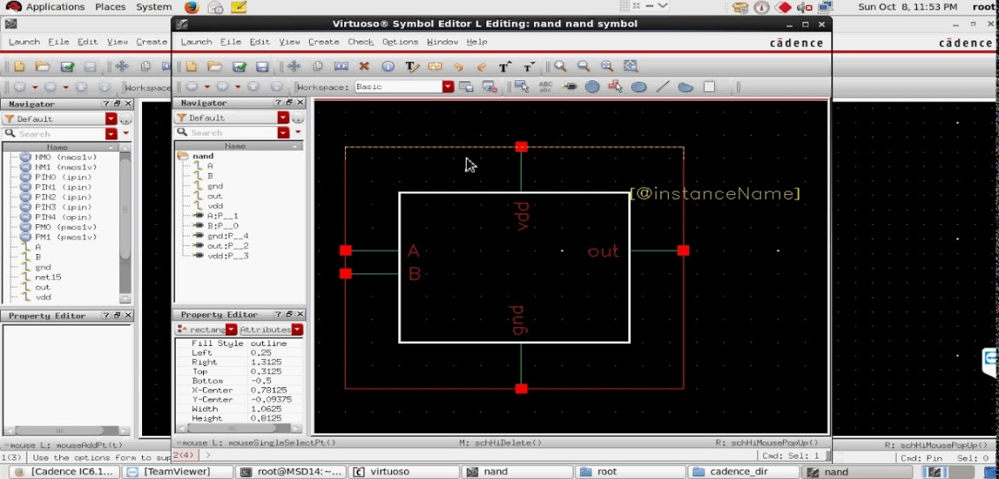 Applications Places System
Sun Oct 8, 11:53 PM root
Virtuoso® Symbol Editor L Editing: nand nand symbol
Launch File Edit View Create
Launch File Edit View Create Check Options Window Help
cādence
cādence
Workspace
Workspace: Basic
Navigator
Default
Search
Name
NM0 (nmos1v)
NM1 (nmos1v)
PIN0 (ipin)
PIN1 (ipin)
PIN2 (ipin)
PIN3 (ipin)
PIN4 (opin)
PM0 (pmos1v)
PM1 (pmos1v)
A
B
gnd
net15
out
vdd
Property Editor
Navigator
Default
Search
Name
nand
A
B
gnd
out
vdd
A:P__1
B:P__0
gnd:P__4
out:P__2
vdd:P__3
Property Editor
rectang Attributes
Fill Style outline
Left 0.25
Right 1.3125
Top 0.3125
Bottom -0.5
X-Center 0.78125
Y-Center -0.09375
Width 1.0625
Height 0.8125
[@instanceName]
vdd
A
out
B
gnd
mouse L: mouseAddPt(t)
mouse L: mouseSingleSelectPt()
M: schHiDelete()
R: schHiMousePopUp()
R: schHiMousePopUp()
1(3) Use the options form to sup
2(4) >
Cmd: Sel: 1
Cmd: Pin Sel: 0
[Cadence IC6.1...
[TeamViewer]
root@MSD14:~...
virtuoso
nand
root
cadence_dir
nand